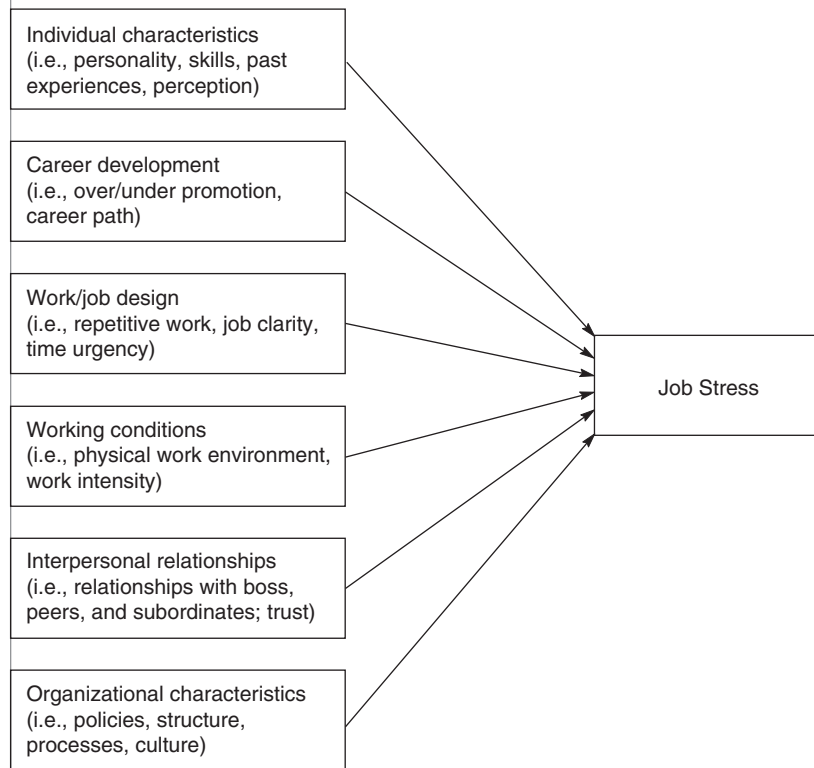 Individual characteristics
(i.e., personality, skills, past
experiences, perception)
Career development
(i.e., over/under promotion,
career path)
Work/job design
(i.e., repetitive work, job clarity,
time urgency)
Working conditions
(i.e., physical work environment,
work intensity)
Interpersonal relationships
(i.e., relationships with boss,
peers, and subordinates; trust)
Organizational characteristics
(i.e., policies, structure,
processes, culture)
Job Stress